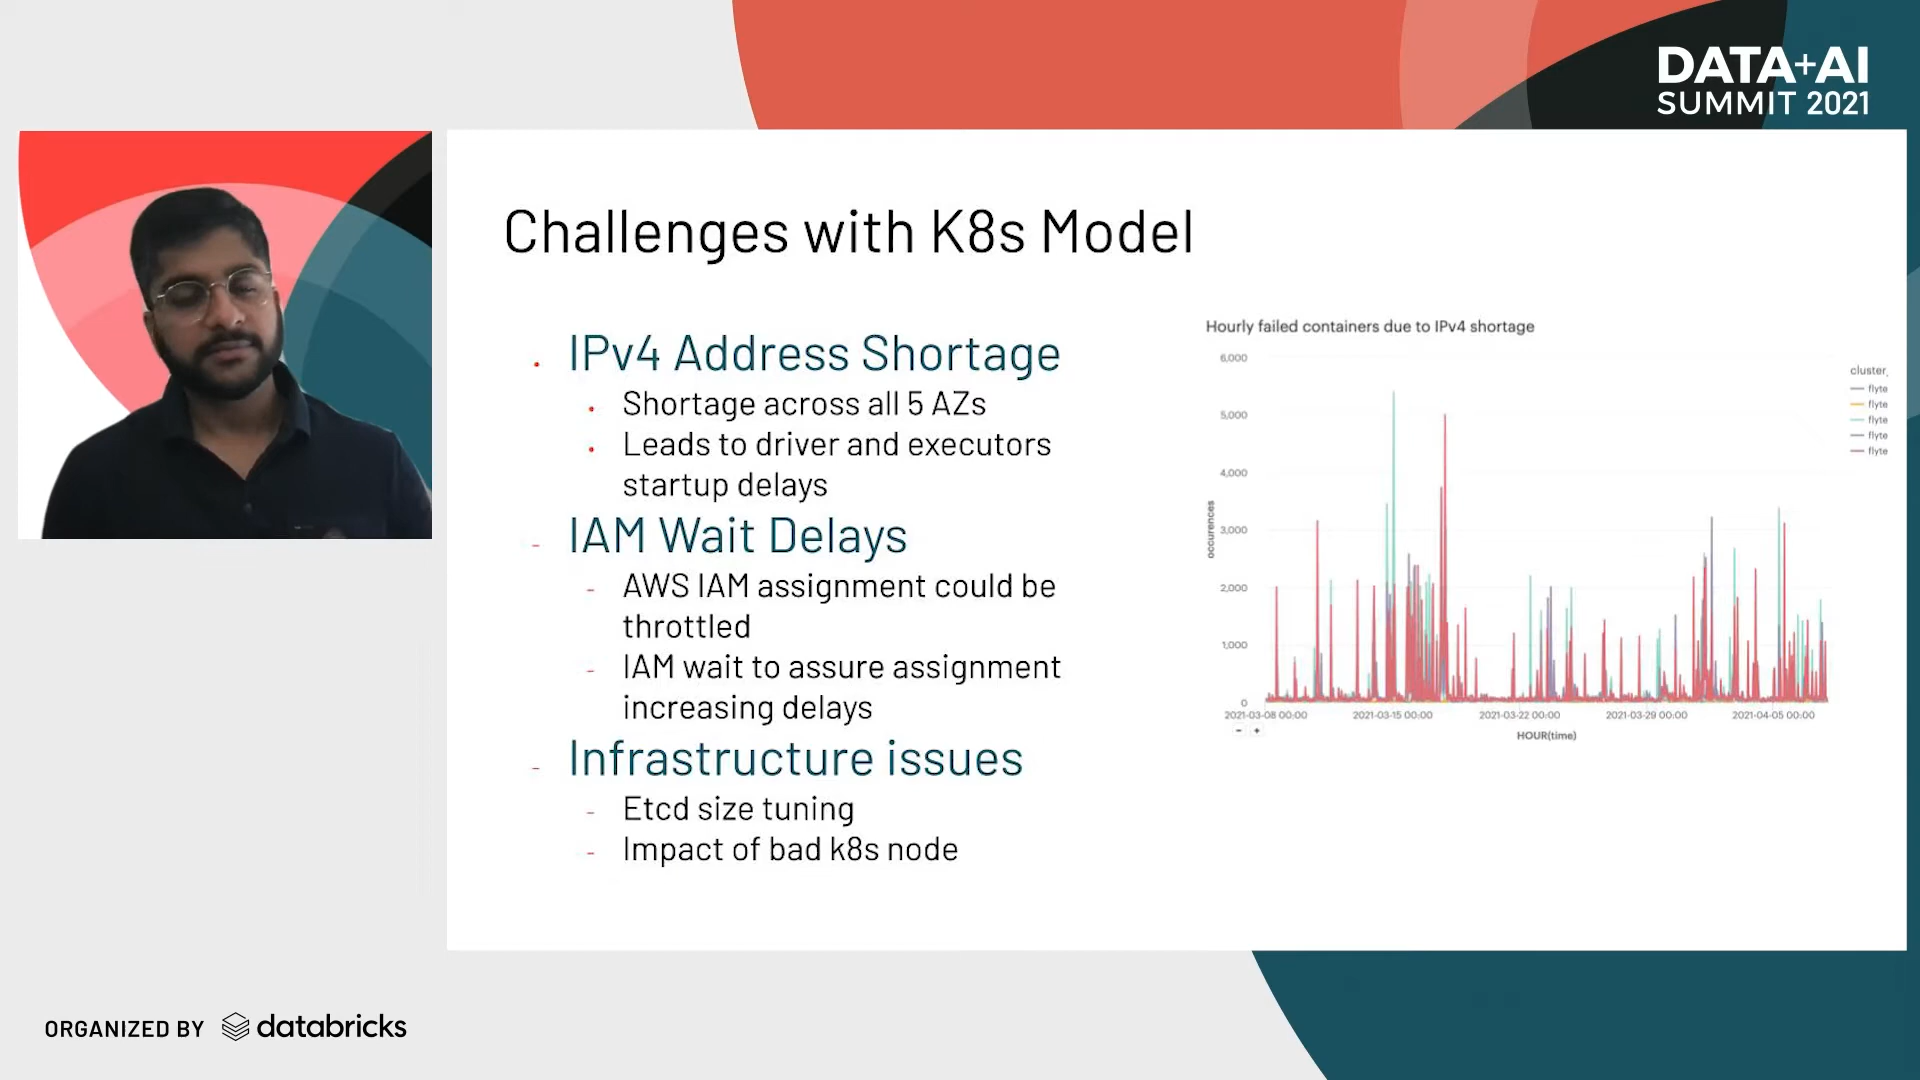 DATA+AI
SUMMIT 2021
Challenges with K8s Model
IPv4 Address Shortage
Shortage across all 5 AZs
Leads to driver and executors
startup delays
IAM Wait Delays
AWS IAM assignment could be
throttled
IAM wait to assure assignment
increasing delays
Infrastructure issues
Etcd size tuning
Impact of bad k8s node
Hourly failed containers due to IPv4 shortage
6,000
5,000
4,000
3,000
2,000
1,000
0
occurences
2021-03-08 00:00
2021-03-15 00:00
2021-03-22 00:00
2021-03-29 00:00
2021-04-05 00:00
HOUR(time)
cluster_
flyte
flyte
flyte
flyte
flyte
ORGANIZED BY databricks